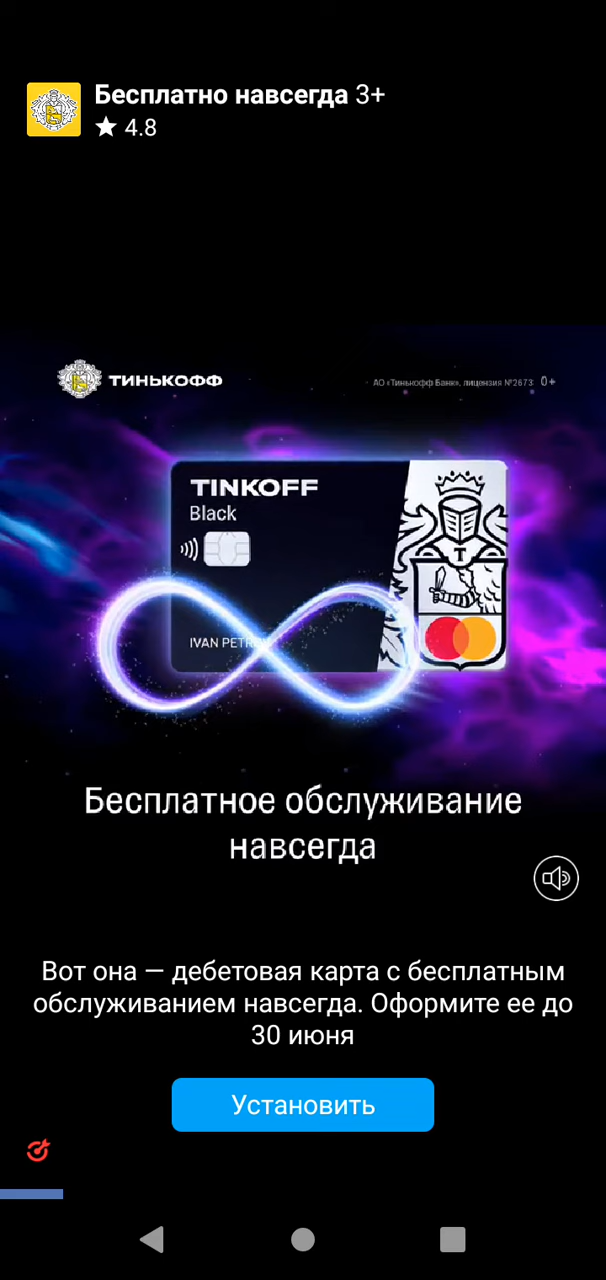 Бесплатно навсегда 3+
4.8
ТИНЬКОФФ
АО «Тинькофф Банк», лицензия №2673 0+
TINKOFF
Black
IVAN PETR
T
Бесплатное обслуживание
навсегда
Вот она — дебетовая карта с бесплатным
обслуживанием навсегда. Оформите ее до
30 июня
Установить